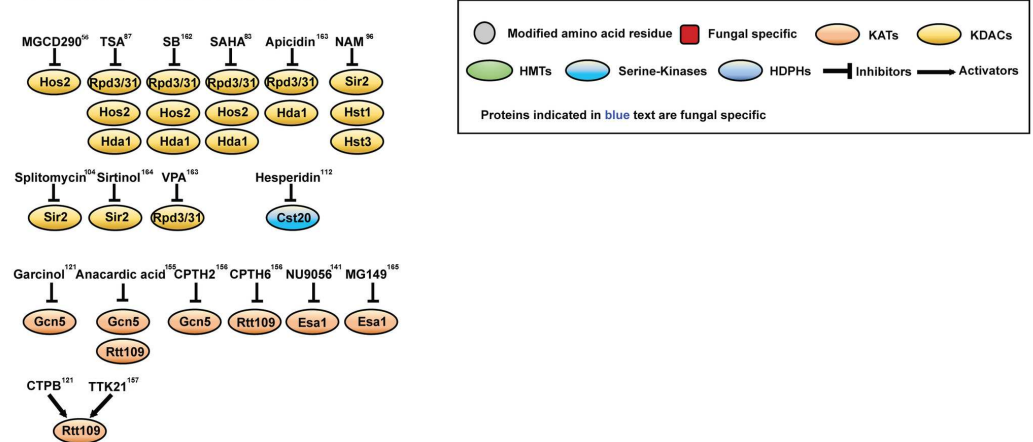 MGCD290⁵⁶ TSA⁸⁷ SB¹⁶² SAHA⁸³ Apicidin¹⁶³ NAM⁹⁶
Hos2 Rpd3/31 Rpd3/31 Rpd3/31 Rpd3/31 Sir2
Hos2 Hos2 Hos2 Hda1 Hst1
Hda1 Hda1 Hda1 Hst3
Splitomycin¹⁰⁴ Sirtinol¹⁶⁴ VPA¹⁶³ Hesperidin¹¹²
Sir2 Sir2 Rpd3/31 Cst20
Garcinol¹²¹ Anacardic acid¹⁵⁵ CPTH2¹⁵⁶ CPTH6¹⁵⁶ NU9056¹⁴¹ MG149¹⁶⁵
Gcn5 Gcn5 Gcn5 Rtt109 Esa1 Esa1
Rtt109
CTPB¹²¹ TTK21¹⁵⁷
Rtt109
Modified amino acid residue Fungal specific KATs KDACs
HMTs Serine-Kinases HDPHs Inhibitors Activators
Proteins indicated in blue text are fungal specific